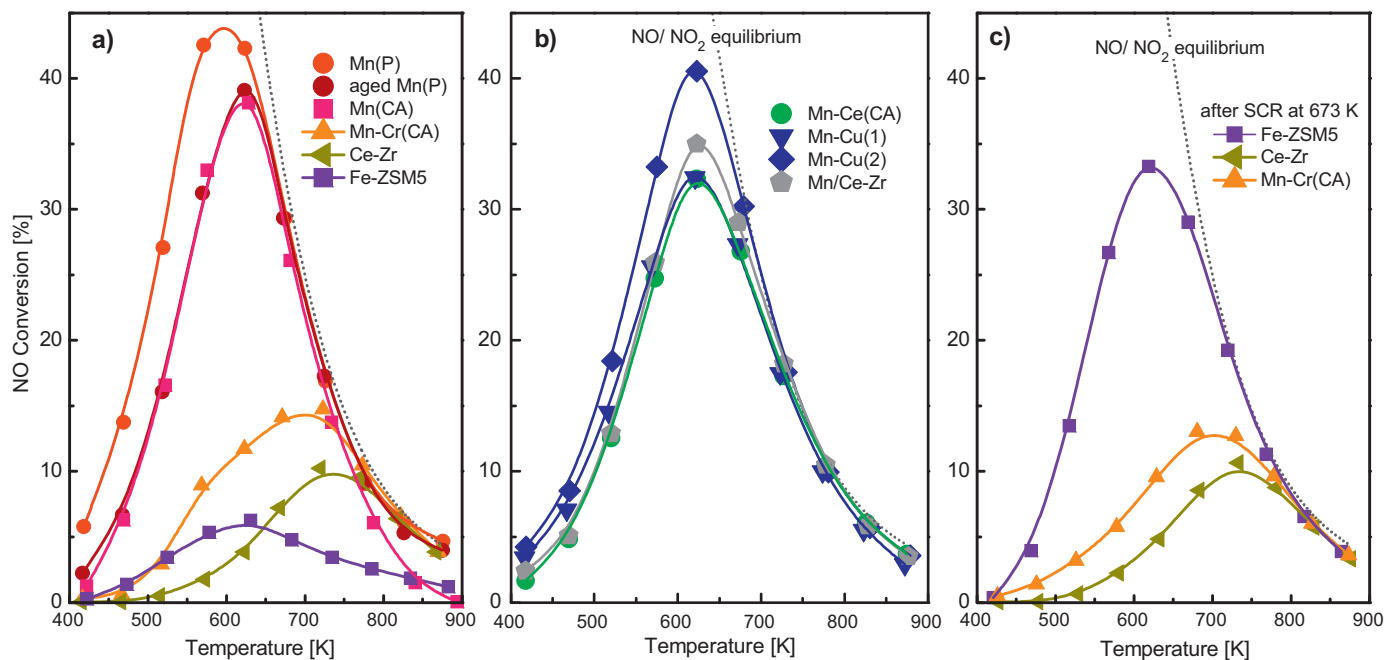 a)
Mn(P)
aged Mn(P)
Mn(CA)
Mn-Cr(CA)
Ce-Zr
Fe-ZSM5
NO Conversion [%]
40
30
20
10
0
400 500 600 700 800 900
Temperature [K]
b)
NO/ NO2 equilibrium
Mn-Ce(CA)
Mn-Cu(1)
Mn-Cu(2)
Mn/Ce-Zr
40
30
20
10
0
400 500 600 700 800 900
Temperature [K]
c)
NO/ NO2 equilibrium
after SCR at 673 K
Fe-ZSM5
Ce-Zr
Mn-Cr(CA)
40
30
20
10
0
400 500 600 700 800 900
Temperature [K]